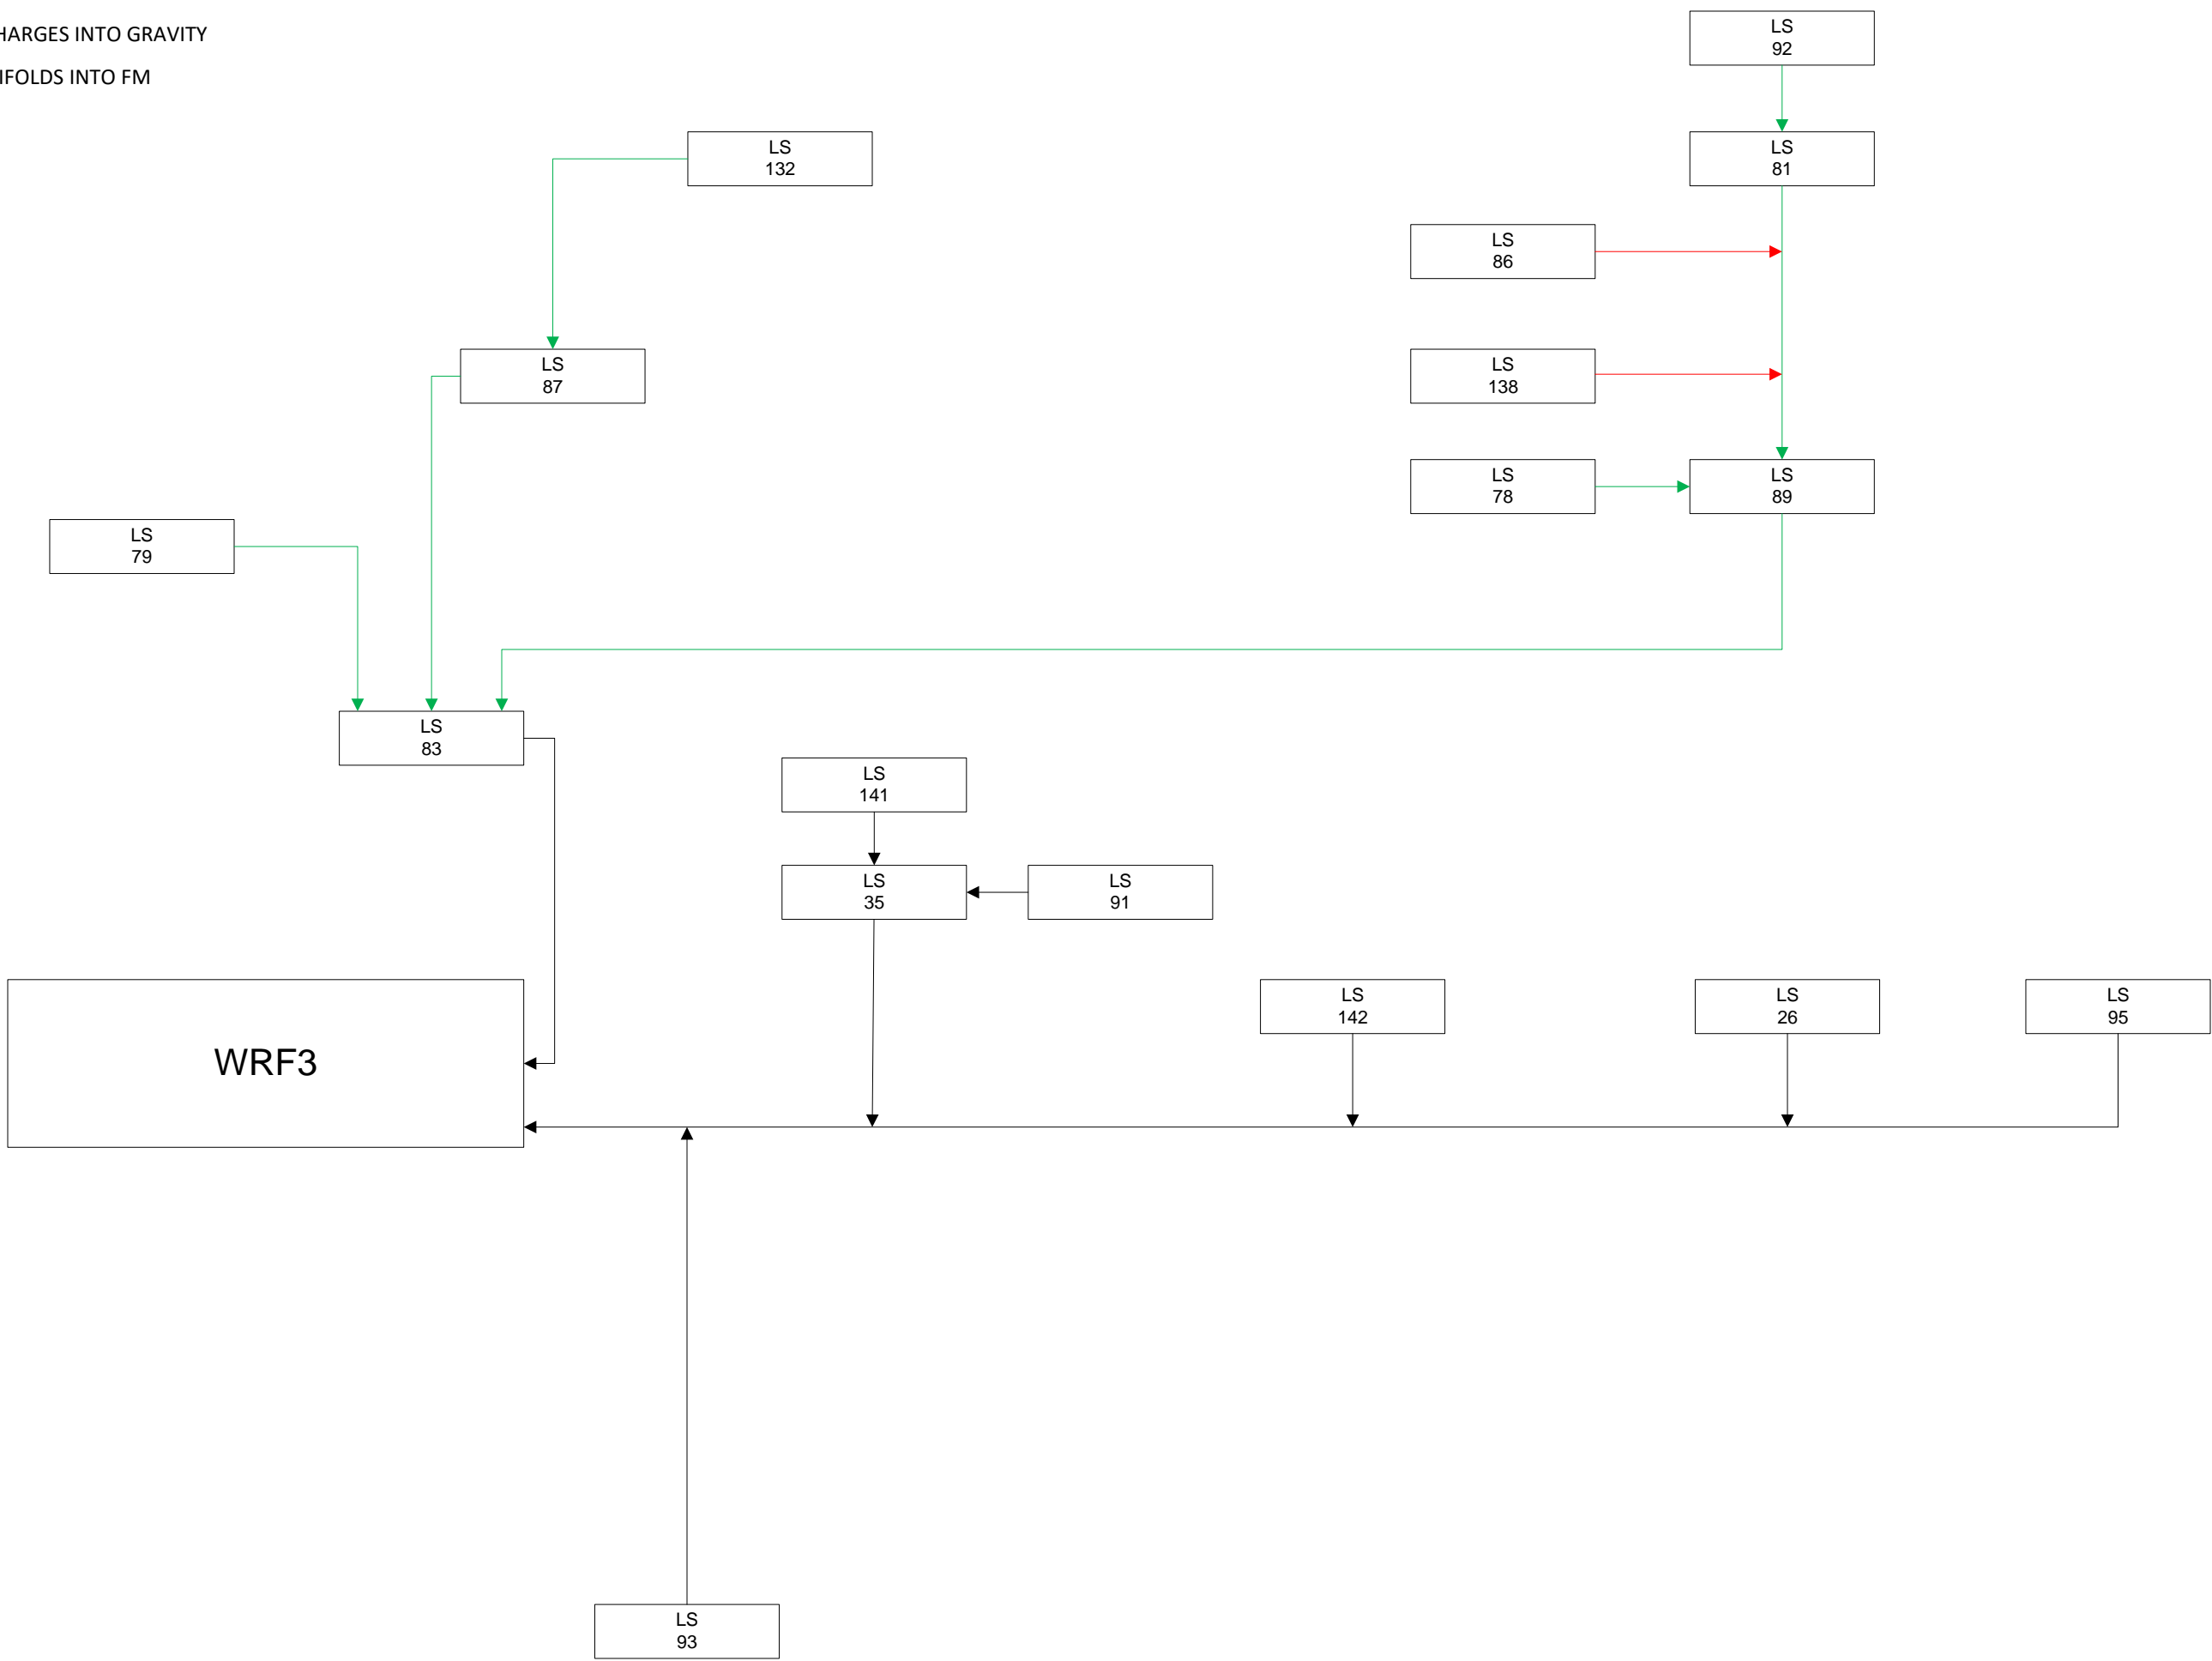 HARGES INTO GRAVITY
IFOLDS INTO FM
LS
92
LS
132
LS
81
LS
86
LS
87
LS
138
LS
78
LS
89
LS
79
LS
83
LS
141
LS
35
LS
91
WRF3
LS
142
LS
26
LS
95
LS
93